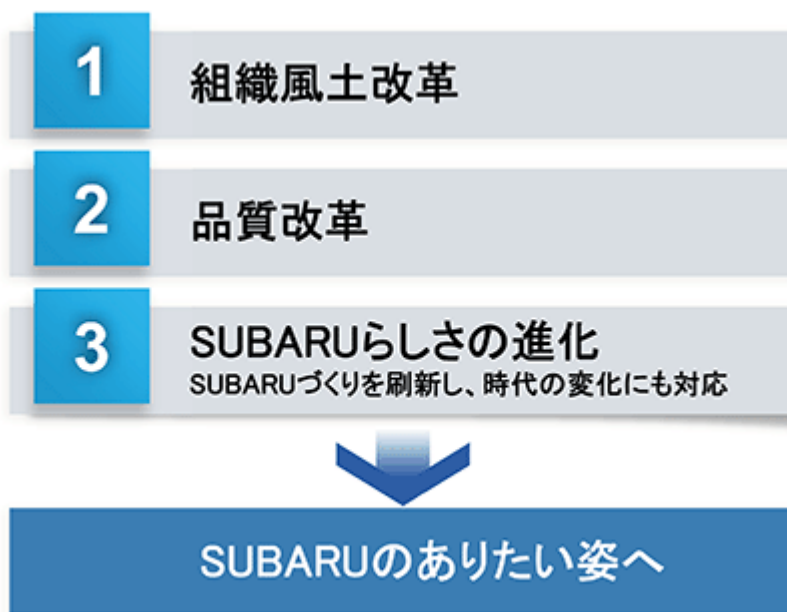 1
組織風土改革
2
品質改革
3
SUBARUらしさの進化
SUBARUづくりを刷新し、時代の変化にも対応
SUBARUのありたい姿へ